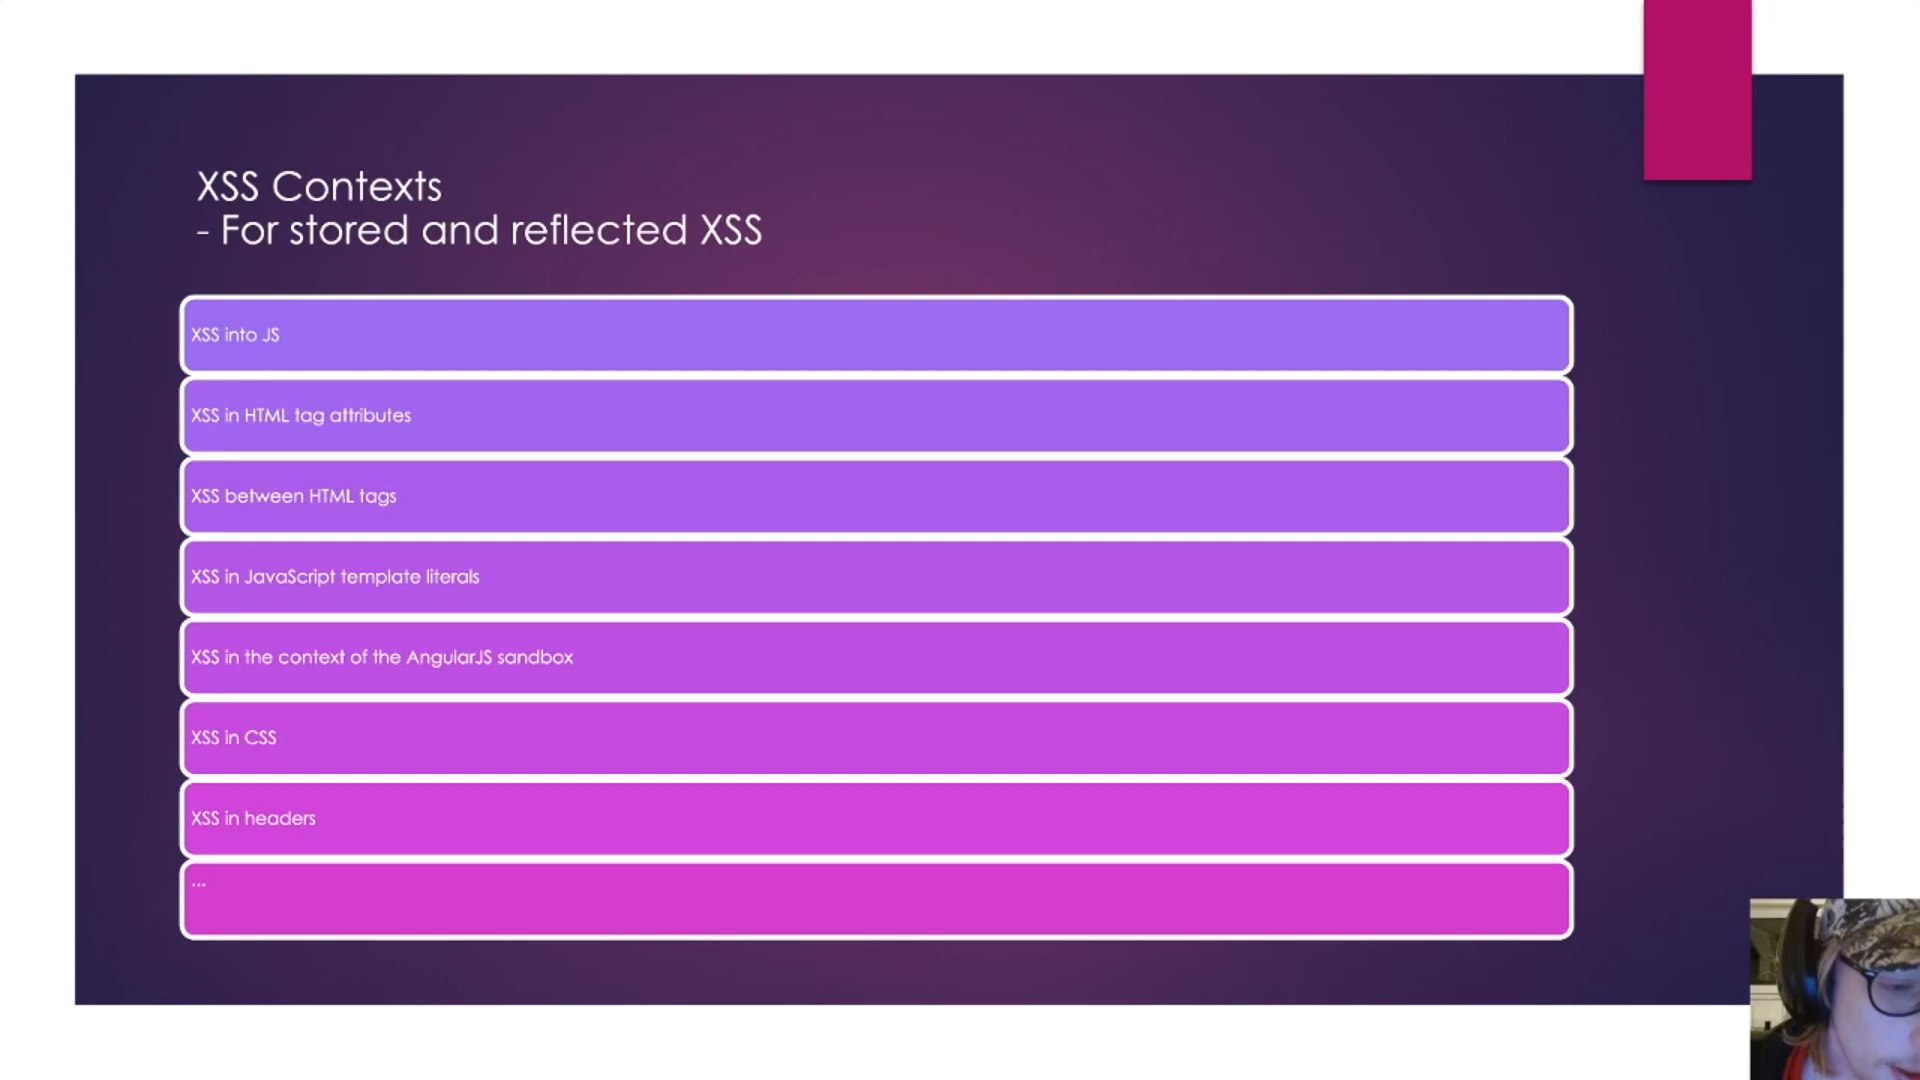 XSS Contexts
- For stored and reflected XSS
XSS into JS
XSS in HTML tag attributes
XSS between HTML tags
XSS in JavaScript template literals
XSS in the context of the AngularJS sandbox
XSS in CSS
XSS in headers
...